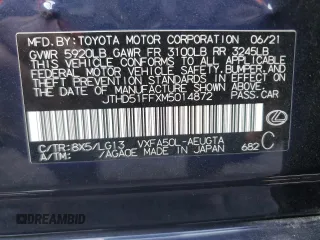 MFD. BY: TOYOTA MOTOR CORPORATION 06/21
GVWR 5920LB GAWR FR 3100LB RR 3245LB
THIS VEHICLE CONFORMS TO ALL APPLICABLE
FEDERAL MOTOR VEHICLE SAFETY, BUMPER, AND
THEFT PREVENTION STANDARDS IN EFFECT ON
THE DATE OF MANUFACTURE SHOWN ABOVE.
JTHD51FFXM5014872 PASS.CAR
C/TR: 8X5/LG13 VXFA50L-AEUGTA
A/TM: /AGA0E MADE IN JAPAN 682 C